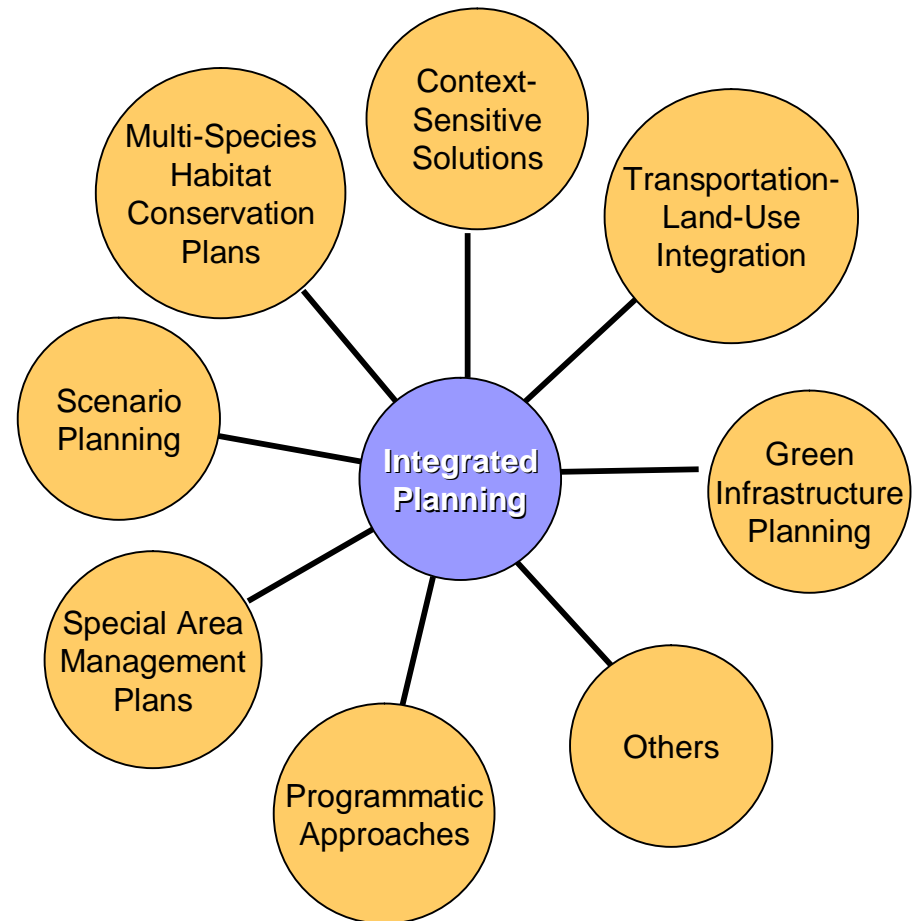 Context-
Sensitive
Solutions
Multi-Species
Habitat
Conservation
Plans
Transportation-
Land-Use
Integration
Scenario
Planning
Integrated
Planning
Green
Infrastructure
Planning
Special Area
Management
Plans
Others
Programmatic
Approaches